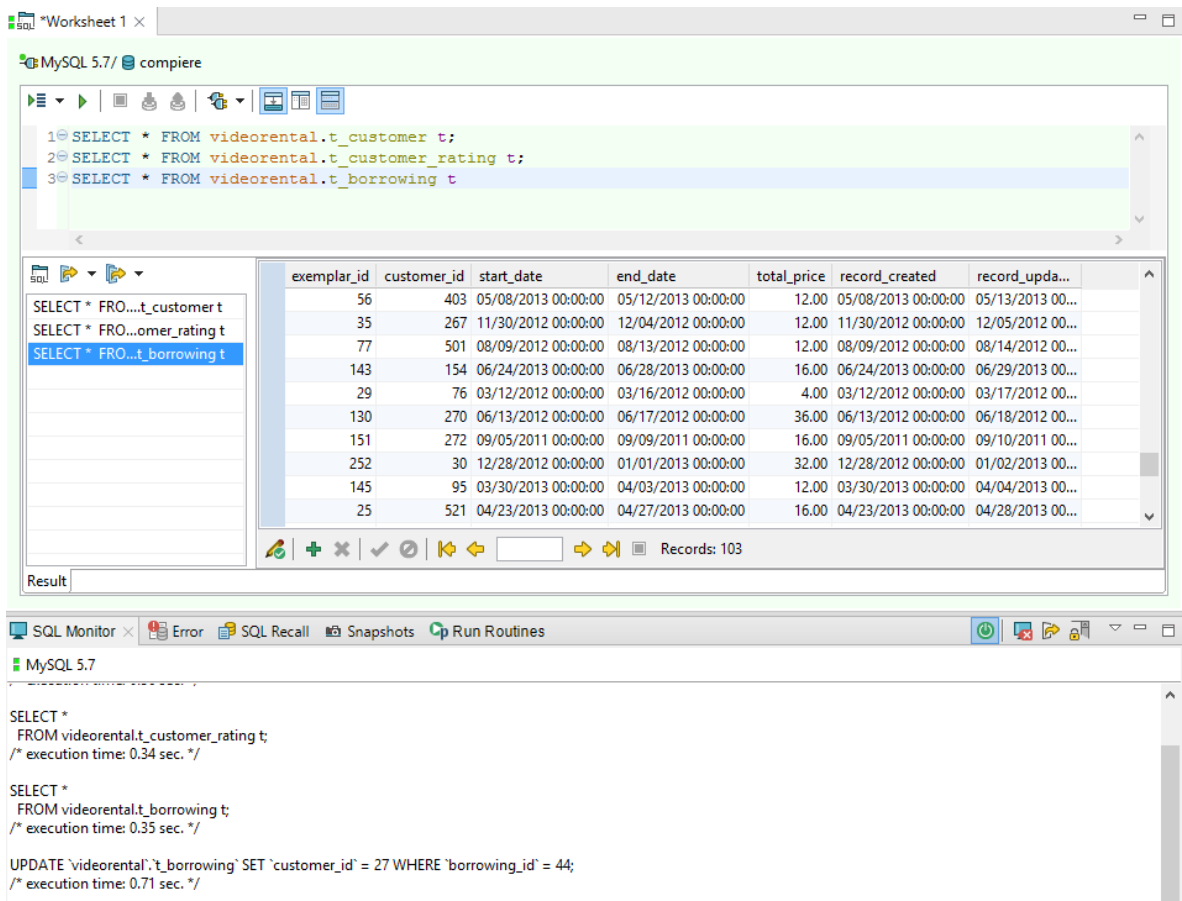 *Worksheet 1
MySQL 5.7/ compiere
1 SELECT * FROM videorental.t_customer t;
2 SELECT * FROM videorental.t_customer_rating t;
3 SELECT * FROM videorental.t_borrowing t
SELECT * FRO....t_customer t
SELECT * FRO...omer_rating t
SELECT * FRO...t_borrowing t
exemplar_id customer_id start_date end_date total_price record_created record_upda...
56 403 05/08/2013 00:00:00 05/12/2013 00:00:00 12.00 05/08/2013 00:00:00 05/13/2013 00...
35 267 11/30/2012 00:00:00 12/04/2012 00:00:00 12.00 11/30/2012 00:00:00 12/05/2012 00...
77 501 08/09/2012 00:00:00 08/13/2012 00:00:00 12.00 08/09/2012 00:00:00 08/14/2012 00...
143 154 06/24/2013 00:00:00 06/28/2013 00:00:00 16.00 06/24/2013 00:00:00 06/29/2013 00...
29 76 03/12/2012 00:00:00 03/16/2012 00:00:00 4.00 03/12/2012 00:00:00 03/17/2012 00...
130 270 06/13/2012 00:00:00 06/17/2012 00:00:00 36.00 06/13/2012 00:00:00 06/18/2012 00...
151 272 09/05/2011 00:00:00 09/09/2011 00:00:00 16.00 09/05/2011 00:00:00 09/10/2011 00...
252 30 12/28/2012 00:00:00 01/01/2013 00:00:00 32.00 12/28/2012 00:00:00 01/02/2013 00...
145 95 03/30/2013 00:00:00 04/03/2013 00:00:00 12.00 03/30/2013 00:00:00 04/04/2013 00...
25 521 04/23/2013 00:00:00 04/27/2013 00:00:00 16.00 04/23/2013 00:00:00 04/28/2013 00...
Records: 103
Result
SQL Monitor Error SQL Recall Snapshots Run Routines
MySQL 5.7
SELECT *
FROM videorental.t_customer_rating t;
/* execution time: 0.34 sec. */
SELECT *
FROM videorental.t_borrowing t;
/* execution time: 0.35 sec. */
UPDATE `videorental`.`t_borrowing` SET `customer_id` = 27 WHERE `borrowing_id` = 44;
/* execution time: 0.71 sec. */